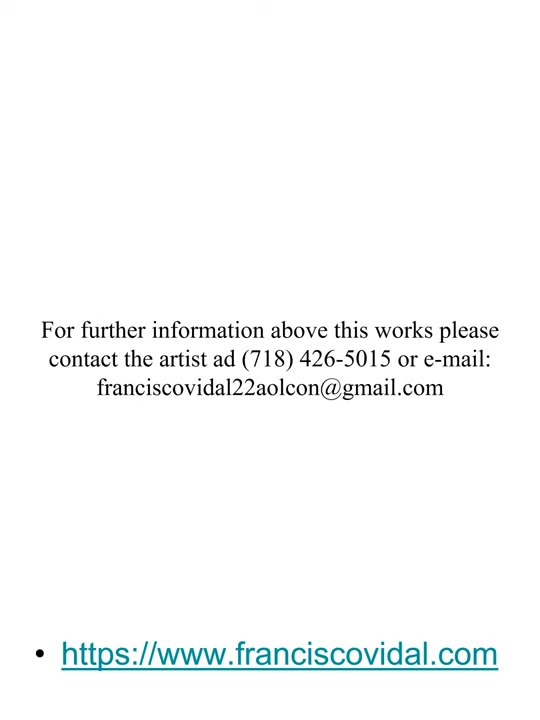 For further information above this works please
contact the artist ad (718) 426-5015 or e-mail:
franciscovidal22aolcon@gmail.com
• https://www.franciscovidal.com